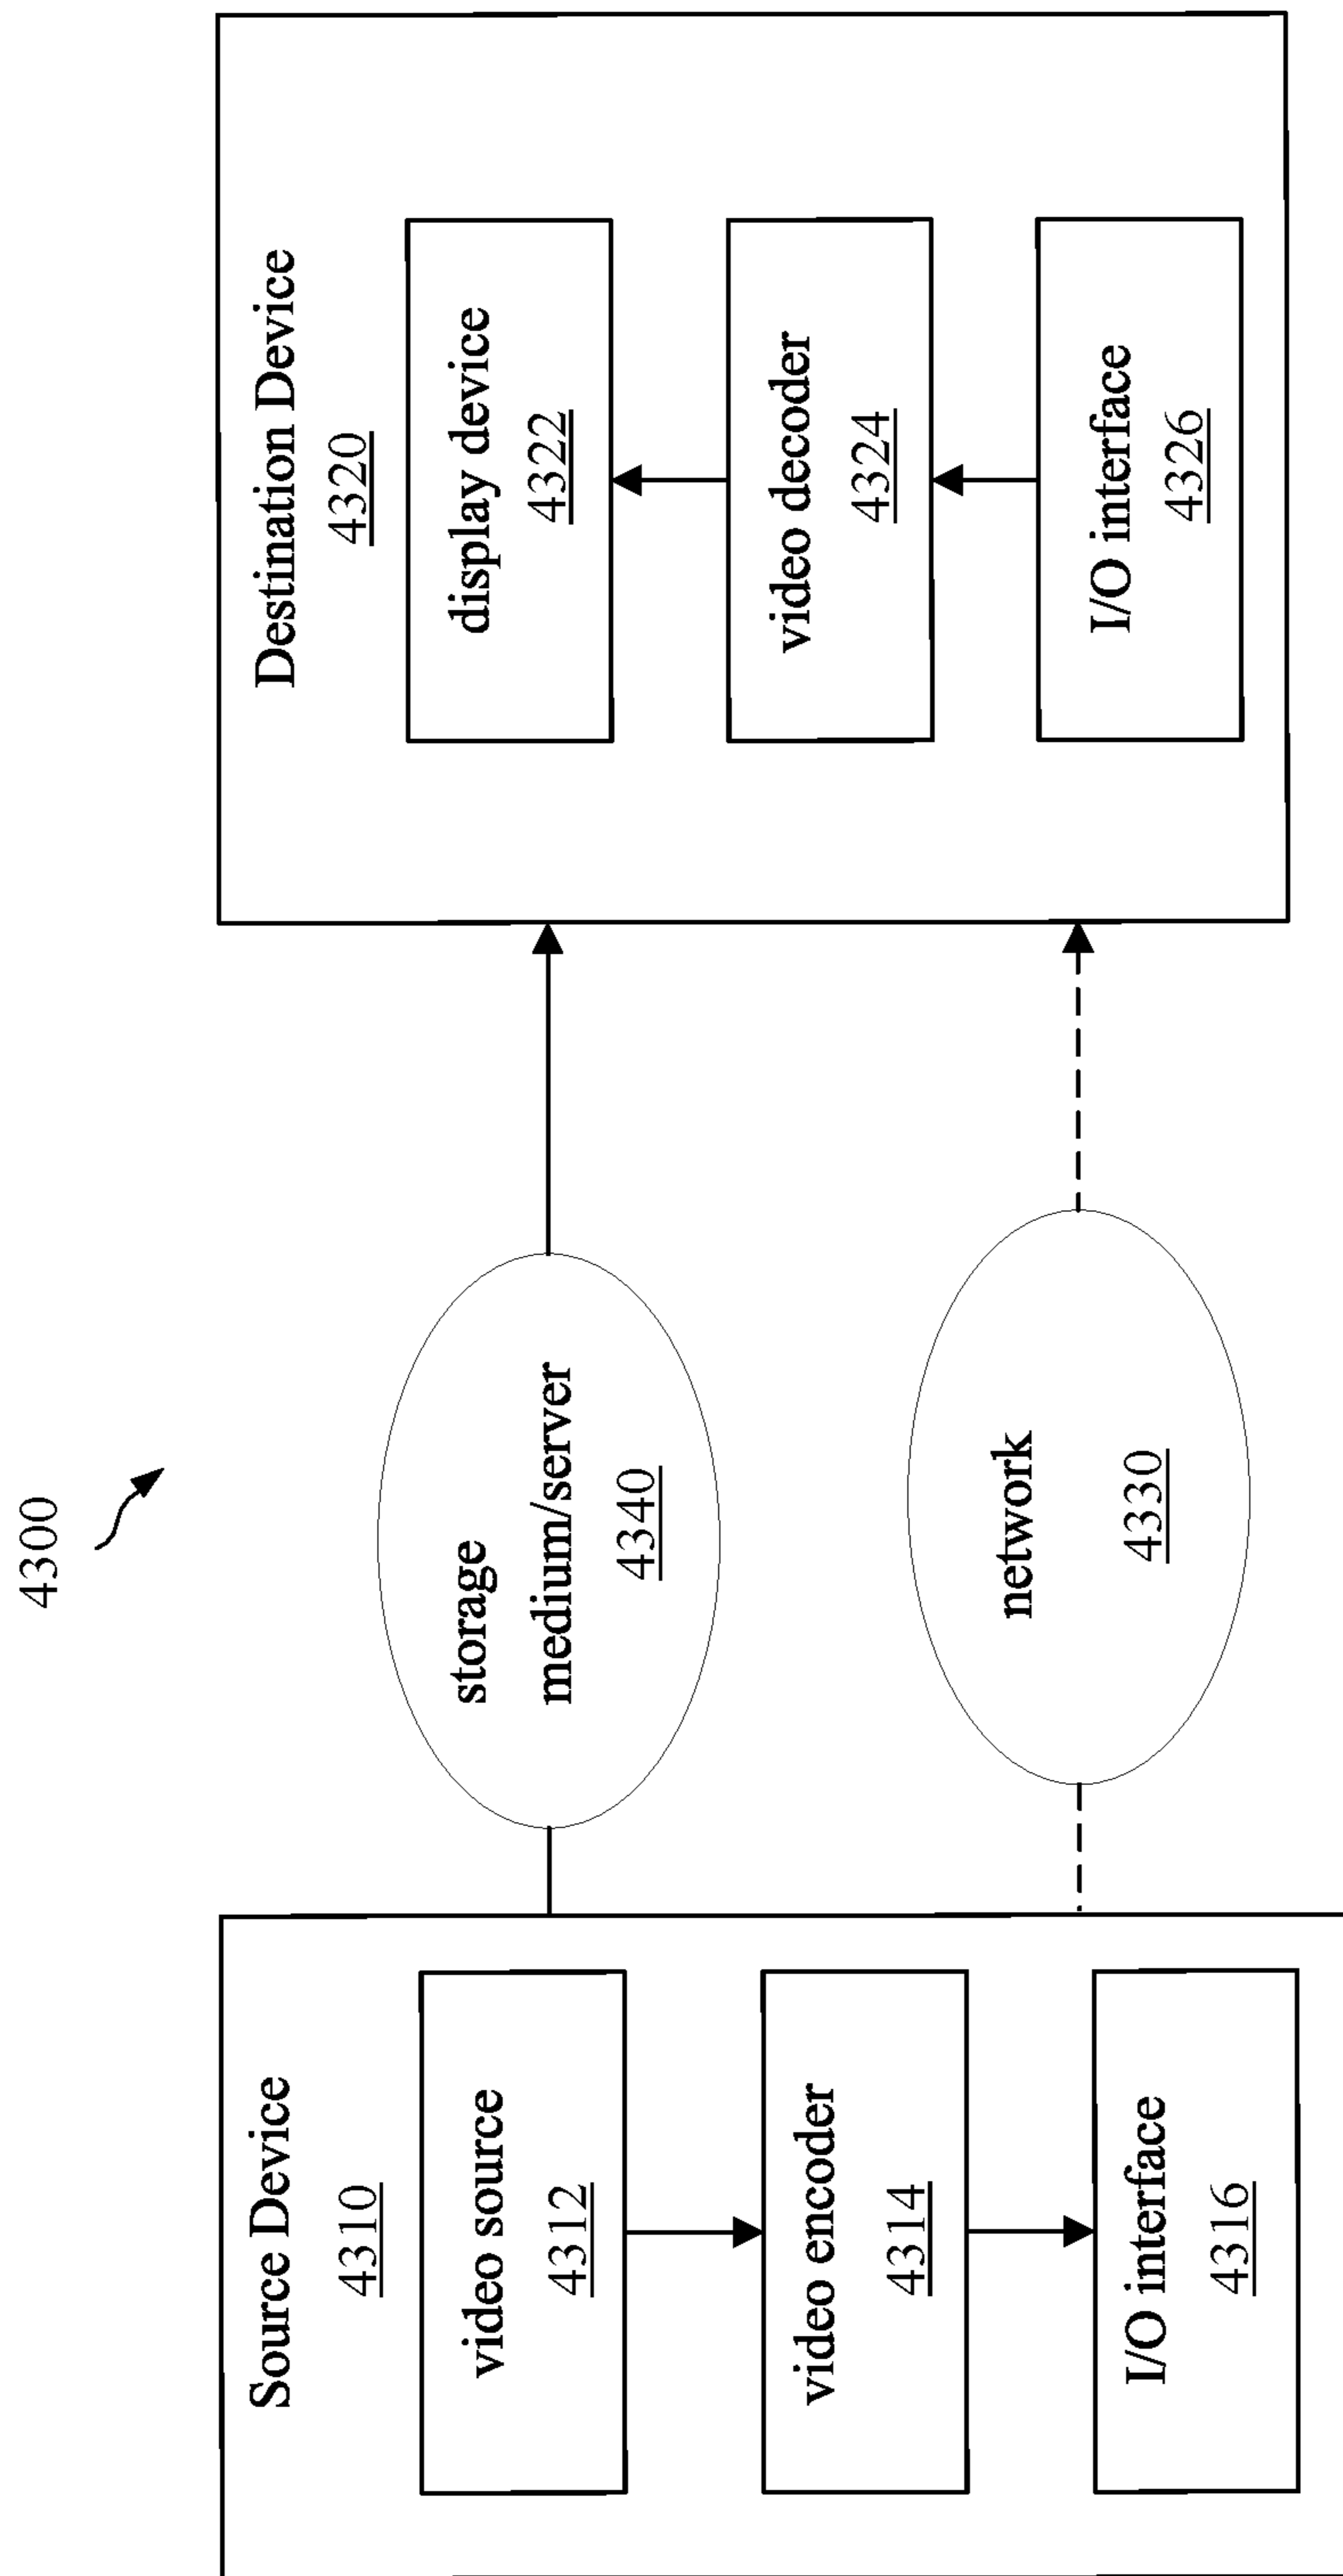 4300
Source Device
4310
video source
4312
video encoder
4314
I/O interface
4316
storage
medium/server
4340
network
4330
Destination Device
4320
display device
4322
video decoder
4324
I/O interface
4326